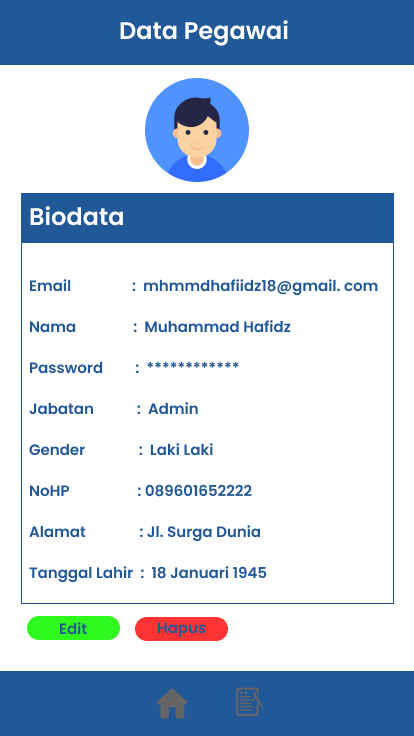 Data Pegawai
Biodata
Email : mhmmdhafiidz18@gmail. com
Nama : Muhammad Hafidz
Password : ************
Jabatan : Admin
Gender : Laki Laki
NoHP : 089601652222
Alamat : Jl. Surga Dunia
Tanggal Lahir : 18 Januari 1945
Edit Hapus